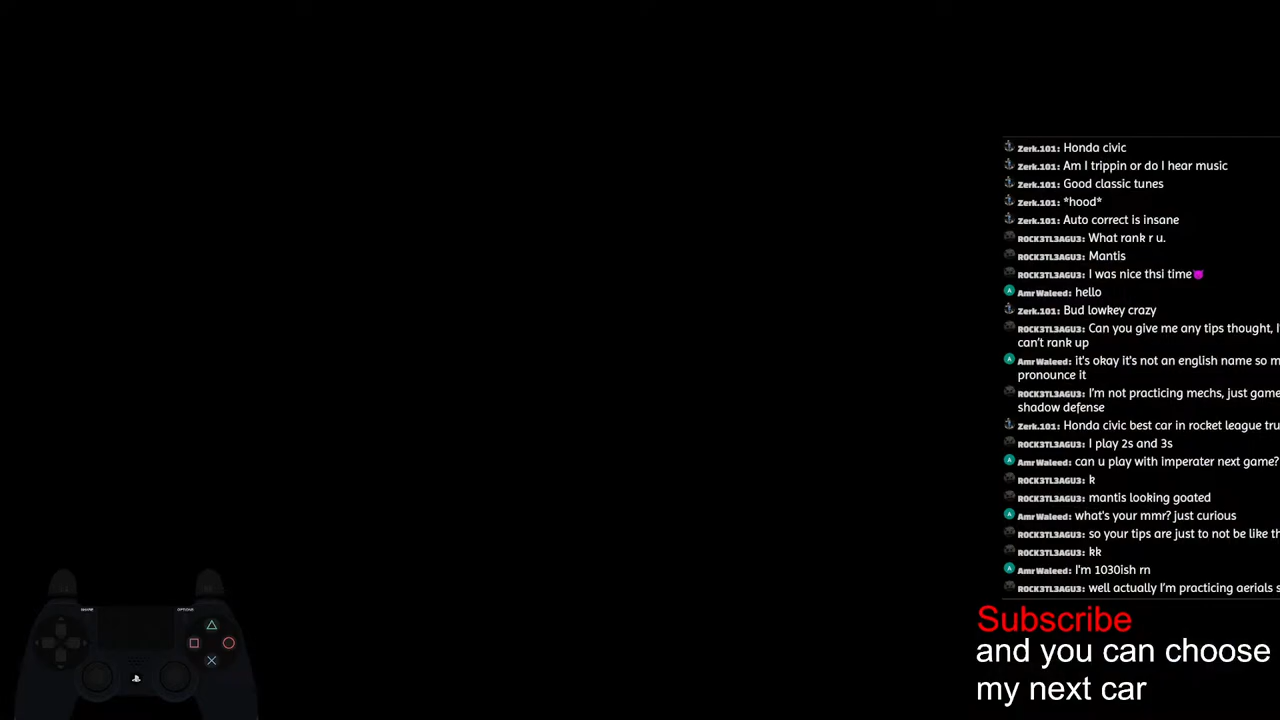 Zerk.101: Honda civic
Zerk.101: Am I trippin or do I hear music
Zerk.101: Good classic tunes
Zerk.101: *hood*
Zerk.101: Auto correct is insane
ROCK3TL3AGU3: What rank r u.
ROCK3TL3AGU3: Mantis
ROCK3TL3AGU3: I was nice thsi time😈
A Amr Waleed: hello
Zerk.101: Bud lowkey crazy
ROCK3TL3AGU3: Can you give me any tips thought, I
can't rank up
A Amr Waleed: it's okay it's not an english name so m
pronounce it
ROCK3TL3AGU3: I'm not practicing mechs, just game
shadow defense
Zerk.101: Honda civic best car in rocket league tru
ROCK3TL3AGU3: I play 2s and 3s
A Amr Waleed: can u play with imperater next game?
ROCK3TL3AGU3: k
ROCK3TL3AGU3: mantis looking goated
A Amr Waleed: what's your mmr? just curious
ROCK3TL3AGU3: so your tips are just to not be like th
ROCK3TL3AGU3: kk
A Amr Waleed: I'm 1030ish rn
ROCK3TL3AGU3: well actually I'm practicing aerials s
SHARE OPTIONS
Subscribe
and you can choose
my next car